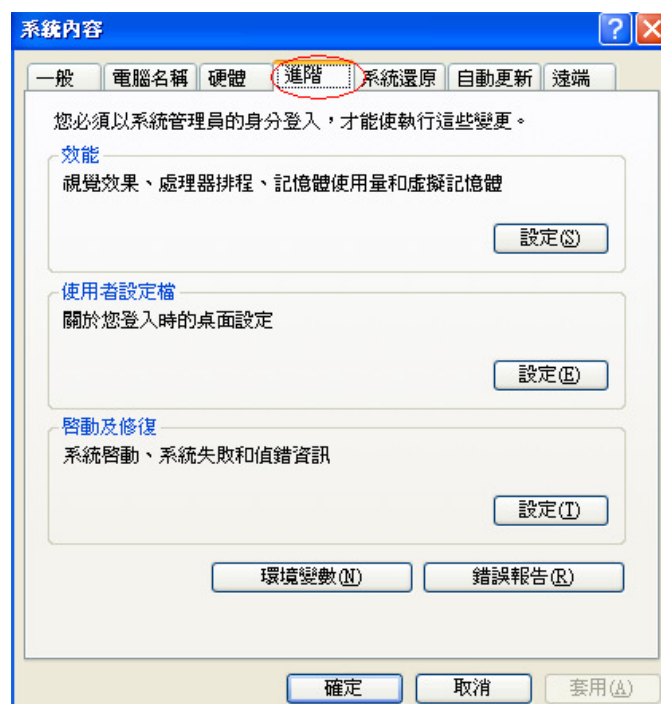 系統內容
一般 電腦名稱 硬體 進階 系統還原 自動更新 遠端
您必須以系統管理員的身分登入，才能使執行這些變更。
效能
視覺效果、處理器排程、記憶體使用量和虛擬記憶體
設定(S)
使用者設定檔
關於您登入時的桌面設定
設定(E)
啓動及修復
系統啓動、系統失敗和偵錯資訊
設定(T)
環境變數(N) 錯誤報告(R)
確定 取消 套用(A)